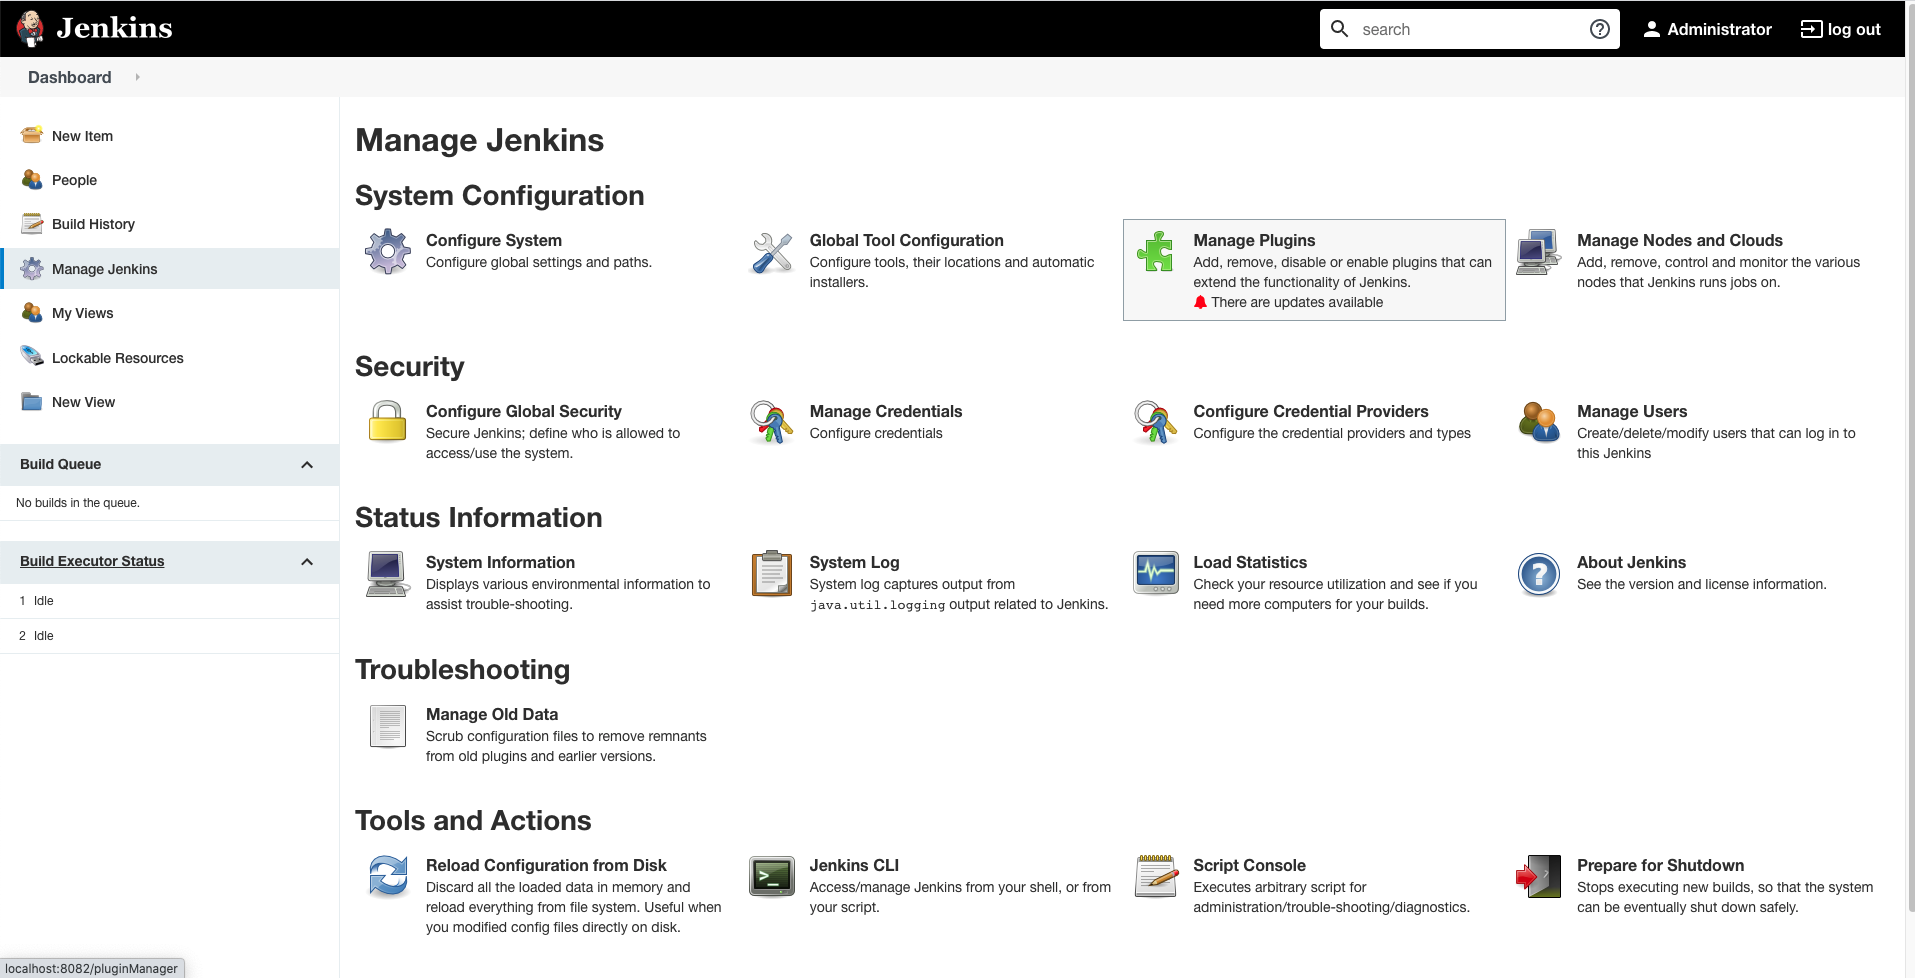 Jenkins
search
Administrator
log out
Dashboard
New Item
People
Build History
Manage Jenkins
My Views
Lockable Resources
New View
Build Queue
No builds in the queue.
Build Executor Status
1 Idle
2 Idle
Manage Jenkins
System Configuration
Configure System
Configure global settings and paths.
Global Tool Configuration
Configure tools, their locations and automatic
installers.
Manage Plugins
Add, remove, disable or enable plugins that can
extend the functionality of Jenkins.
There are updates available
Manage Nodes and Clouds
Add, remove, control and monitor the various
nodes that Jenkins runs jobs on.
Security
Configure Global Security
Secure Jenkins; define who is allowed to
access/use the system.
Manage Credentials
Configure credentials
Configure Credential Providers
Configure the credential providers and types
Manage Users
Create/delete/modify users that can log in to
this Jenkins
Status Information
System Information
Displays various environmental information to
assist trouble-shooting.
System Log
System log captures output from
java.util.logging output related to Jenkins.
Load Statistics
Check your resource utilization and see if you
need more computers for your builds.
About Jenkins
See the version and license information.
Troubleshooting
Manage Old Data
Scrub configuration files to remove remnants
from old plugins and earlier versions.
Tools and Actions
Reload Configuration from Disk
Discard all the loaded data in memory and
reload everything from file system. Useful when
you modified config files directly on disk.
Jenkins CLI
Access/manage Jenkins from your shell, or from
your script.
Script Console
Executes arbitrary script for
administration/trouble-shooting/diagnostics.
Prepare for Shutdown
Stops executing new builds, so that the system
can be eventually shut down safely.
localhost:8082/pluginManager